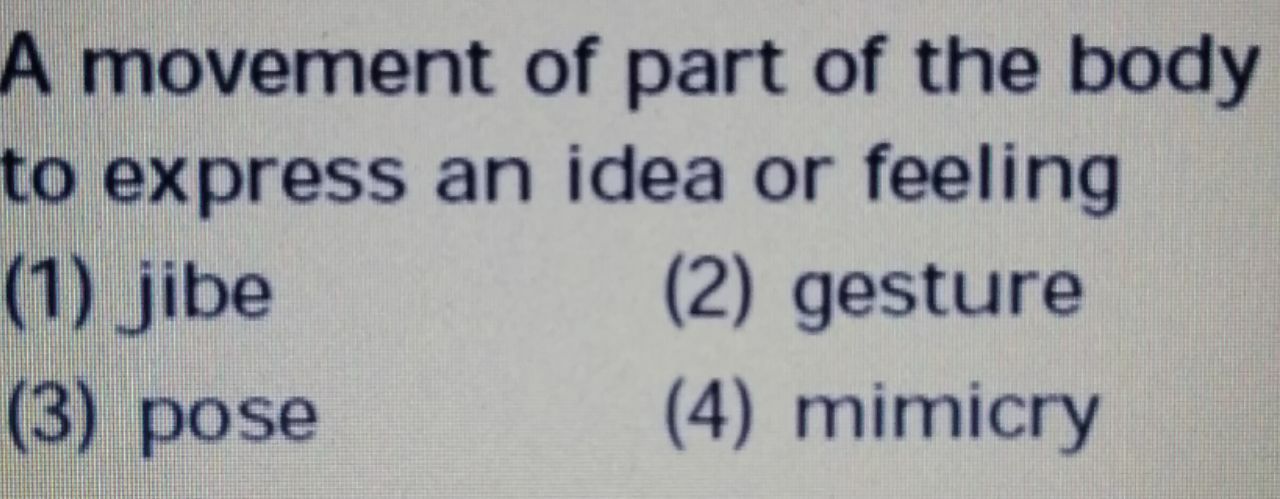 A movement of part of the body
to express an idea or feeling
(1) jibe (2) gesture
(3) pose (4) mimicry